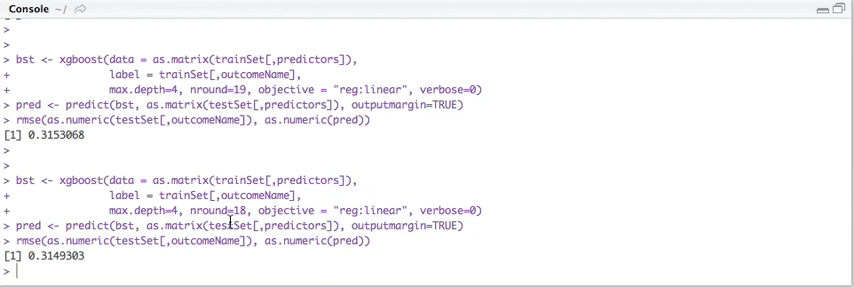 Console ~/
>
>
> bst <- xgboost(data = as.matrix(trainSet[,predictors]),
+ label = trainSet[,outcomeName],
+ max.depth=4, nround=19, objective = "reg:linear", verbose=0)
> pred <- predict(bst, as.matrix(testSet[,predictors]), outputmargin=TRUE)
> rmse(as.numeric(testSet[,outcomeName]), as.numeric(pred))
[1] 0.3153068
>
>
> bst <- xgboost(data = as.matrix(trainSet[,predictors]),
+ label = trainSet[,outcomeName],
+ max.depth=4, nround=18, objective = "reg:linear", verbose=0)
> pred <- predict(bst, as.matrix(testSet[,predictors]), outputmargin=TRUE)
> rmse(as.numeric(testSet[,outcomeName]), as.numeric(pred))
[1] 0.3149303
>